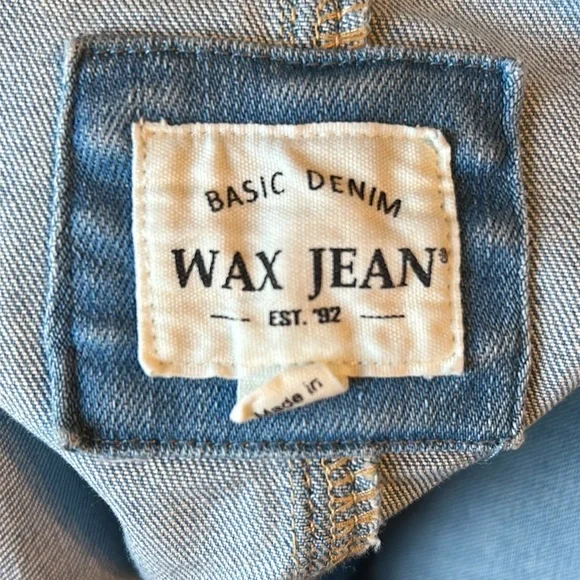 BASIC DENIM
WAX JEAN®
EST. '92
Made in